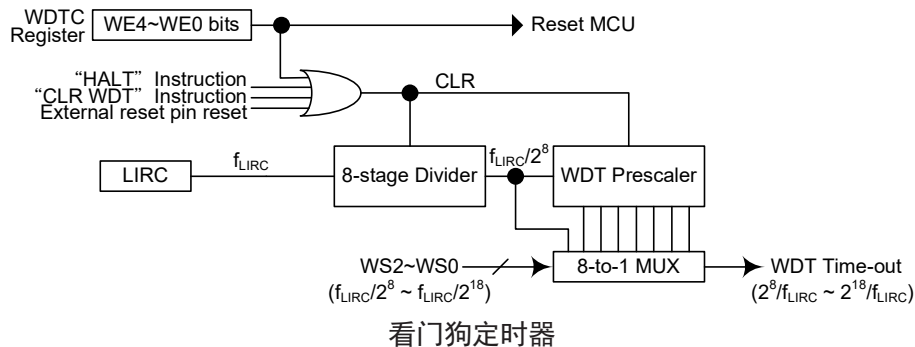 WDTC
Register
WE4~WE0 bits
Reset MCU
“HALT” Instruction
“CLR WDT” Instruction
External reset pin reset
CLR
LIRC
fLIRC
8-stage Divider
fLIRC/2⁸
WDT Prescaler
WS2~WS0
(fLIRC/2⁸ ~ fLIRC/2¹⁸)
8-to-1 MUX
WDT Time-out
(2⁸/fLIRC ~ 2¹⁸/fLIRC)
看门狗定时器